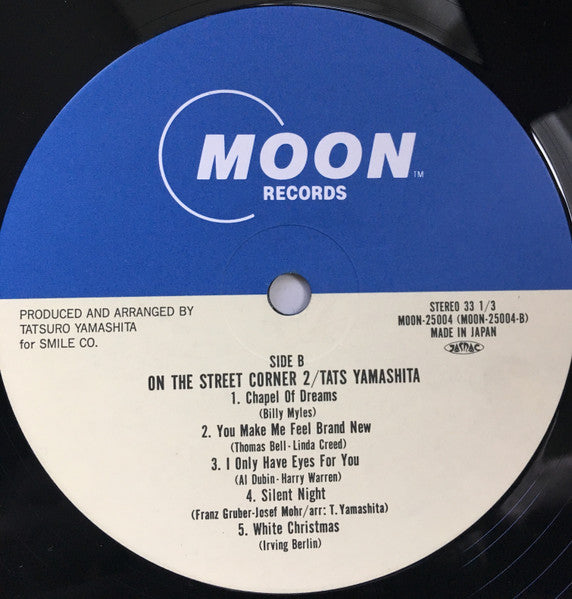 MOON™
RECORDS
PRODUCED AND ARRANGED BY
TATSURO YAMASHITA
for SMILE CO.
STEREO 33 1/3
MOON-25004 (MOON-25004-B)
MADE IN JAPAN
JASRAC
SIDE B
ON THE STREET CORNER 2/TATS YAMASHITA
1. Chapel Of Dreams
(Billy Myles)
2. You Make Me Feel Brand New
(Thomas Bell-Linda Creed)
3. I Only Have Eyes For You
(Al Dubin-Harry Warren)
4. Silent Night
(Franz Gruber-Josef Mohr/arr: T. Yamashita)
5. White Christmas
(Irving Berlin)